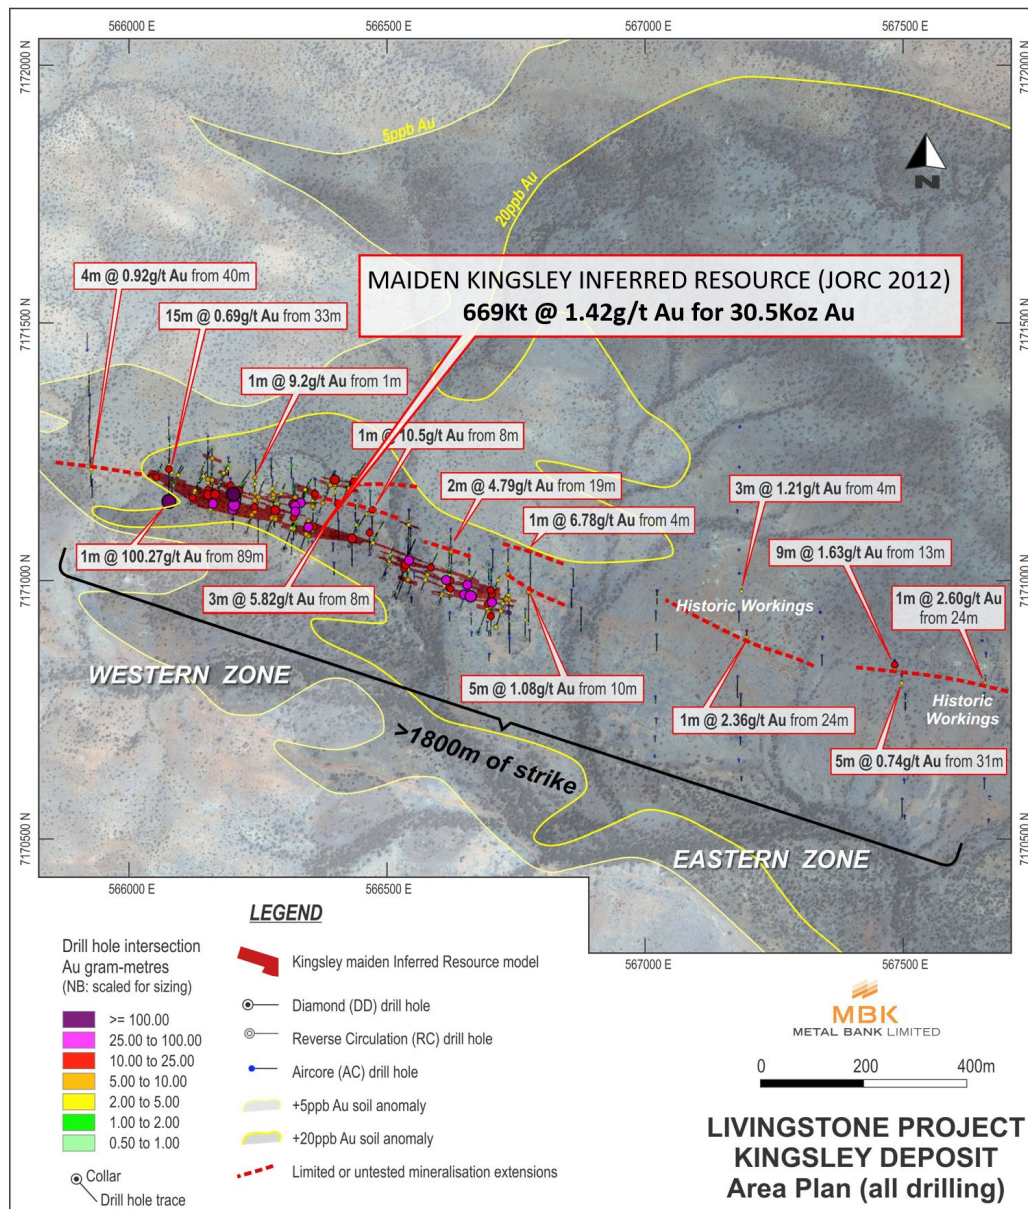 566000 E
566500 E
567000 E
567500 E
7172000 N
7172000 N
5ppb Au
20ppb Au
N
MAIDEN KINGSLEY INFERRED RESOURCE (JORC 2012)
669Kt @ 1.42g/t Au for 30.5Koz Au
4m @ 0.92g/t Au from 40m
15m @ 0.69g/t Au from 33m
7171500 N
7171500 N
1m @ 9.2g/t Au from 1m
1m @ 10.5g/t Au from 8m
2m @ 4.79g/t Au from 19m
3m @ 1.21g/t Au from 4m
1m @ 6.78g/t Au from 4m
9m @ 1.63g/t Au from 13m
1m @ 100.27g/t Au from 89m
7171000 N
7171000 N
3m @ 5.82g/t Au from 8m
Historic Workings
1m @ 2.60g/t Au
from 24m
WESTERN ZONE
5m @ 1.08g/t Au from 10m
1m @ 2.36g/t Au from 24m
Historic
Workings
>1800m of strike
5m @ 0.74g/t Au from 31m
7170500 N
7170500 N
EASTERN ZONE
566000 E
566500 E
567000 E
567500 E
LEGEND
Drill hole intersection
Au gram-metres
(NB: scaled for sizing)
>= 100.00
25.00 to 100.00
10.00 to 25.00
5.00 to 10.00
2.00 to 5.00
1.00 to 2.00
0.50 to 1.00
Collar
Drill hole trace
Kingsley maiden Inferred Resource model
Diamond (DD) drill hole
Reverse Circulation (RC) drill hole
Aircore (AC) drill hole
+5ppb Au soil anomaly
+20ppb Au soil anomaly
Limited or untested mineralisation extensions
MBK
METAL BANK LIMITED
0
200
400m
LIVINGSTONE PROJECT
KINGSLEY DEPOSIT
Area Plan (all drilling)